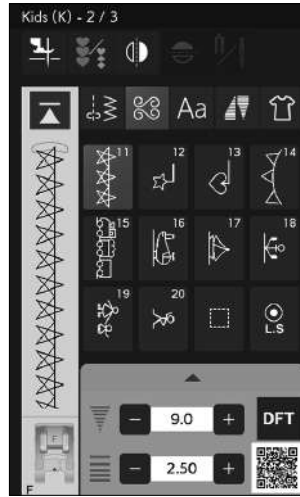 Kids (K) - 2 / 3
Aa
11 12 13 14
15 16 17 18
19 20
L.S
− 9.0 + DFT
− 2.50 +
F
F